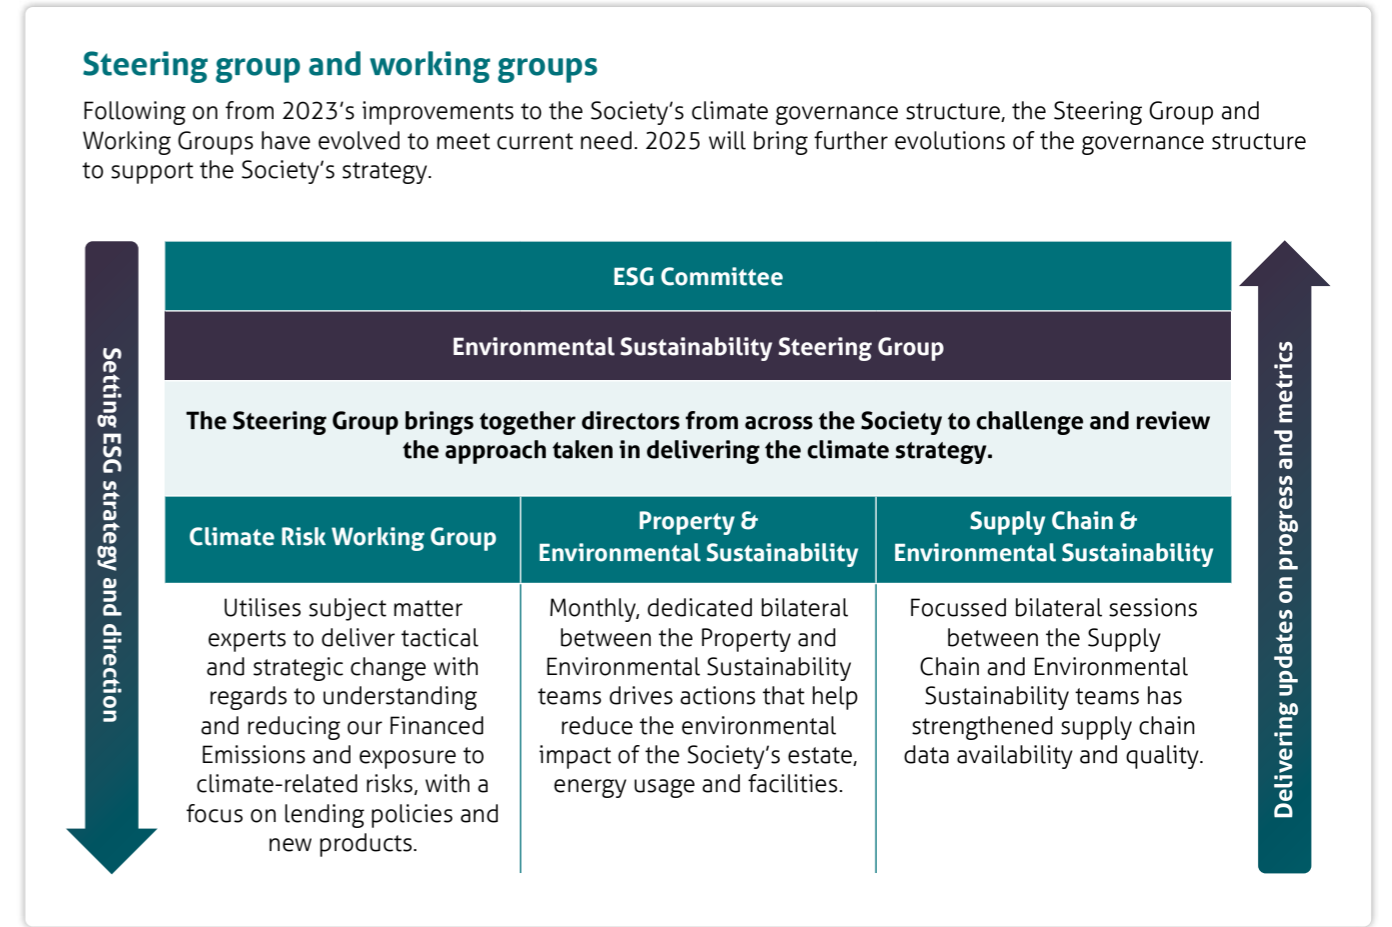 Steering group and working groups
Following on from 2023’s improvements to the Society’s climate governance structure, the Steering Group and
Working Groups have evolved to meet current need. 2025 will bring further evolutions of the governance structure
to support the Society’s strategy.
Setting ESG strategy and direction
ESG Committee
Environmental Sustainability Steering Group
The Steering Group brings together directors from across the Society to challenge and review
the approach taken in delivering the climate strategy.
Climate Risk Working Group
Utilises subject matter
experts to deliver tactical
and strategic change with
regards to understanding
and reducing our Financed
Emissions and exposure to
climate-related risks, with a
focus on lending policies and
new products.
Property &
Environmental Sustainability
Monthly, dedicated bilateral
between the Property and
Environmental Sustainability
teams drives actions that help
reduce the environmental
impact of the Society’s estate,
energy usage and facilities.
Supply Chain &
Environmental Sustainability
Focussed bilateral sessions
between the Supply
Chain and Environmental
Sustainability teams has
strengthened supply chain
data availability and quality.
Delivering updates on progress and metrics